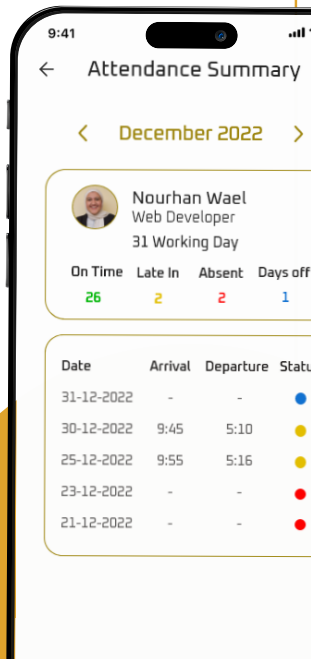 9:41
Attendance Summary
December 2022
Nourhan Wael
Web Developer
31 Working Day
On Time Late In Absent Days off
26 2 2 1
Date Arrival Departure Statu
31-12-2022 - -
30-12-2022 9:45 5:10
25-12-2022 9:55 5:16
23-12-2022 - -
21-12-2022 - -